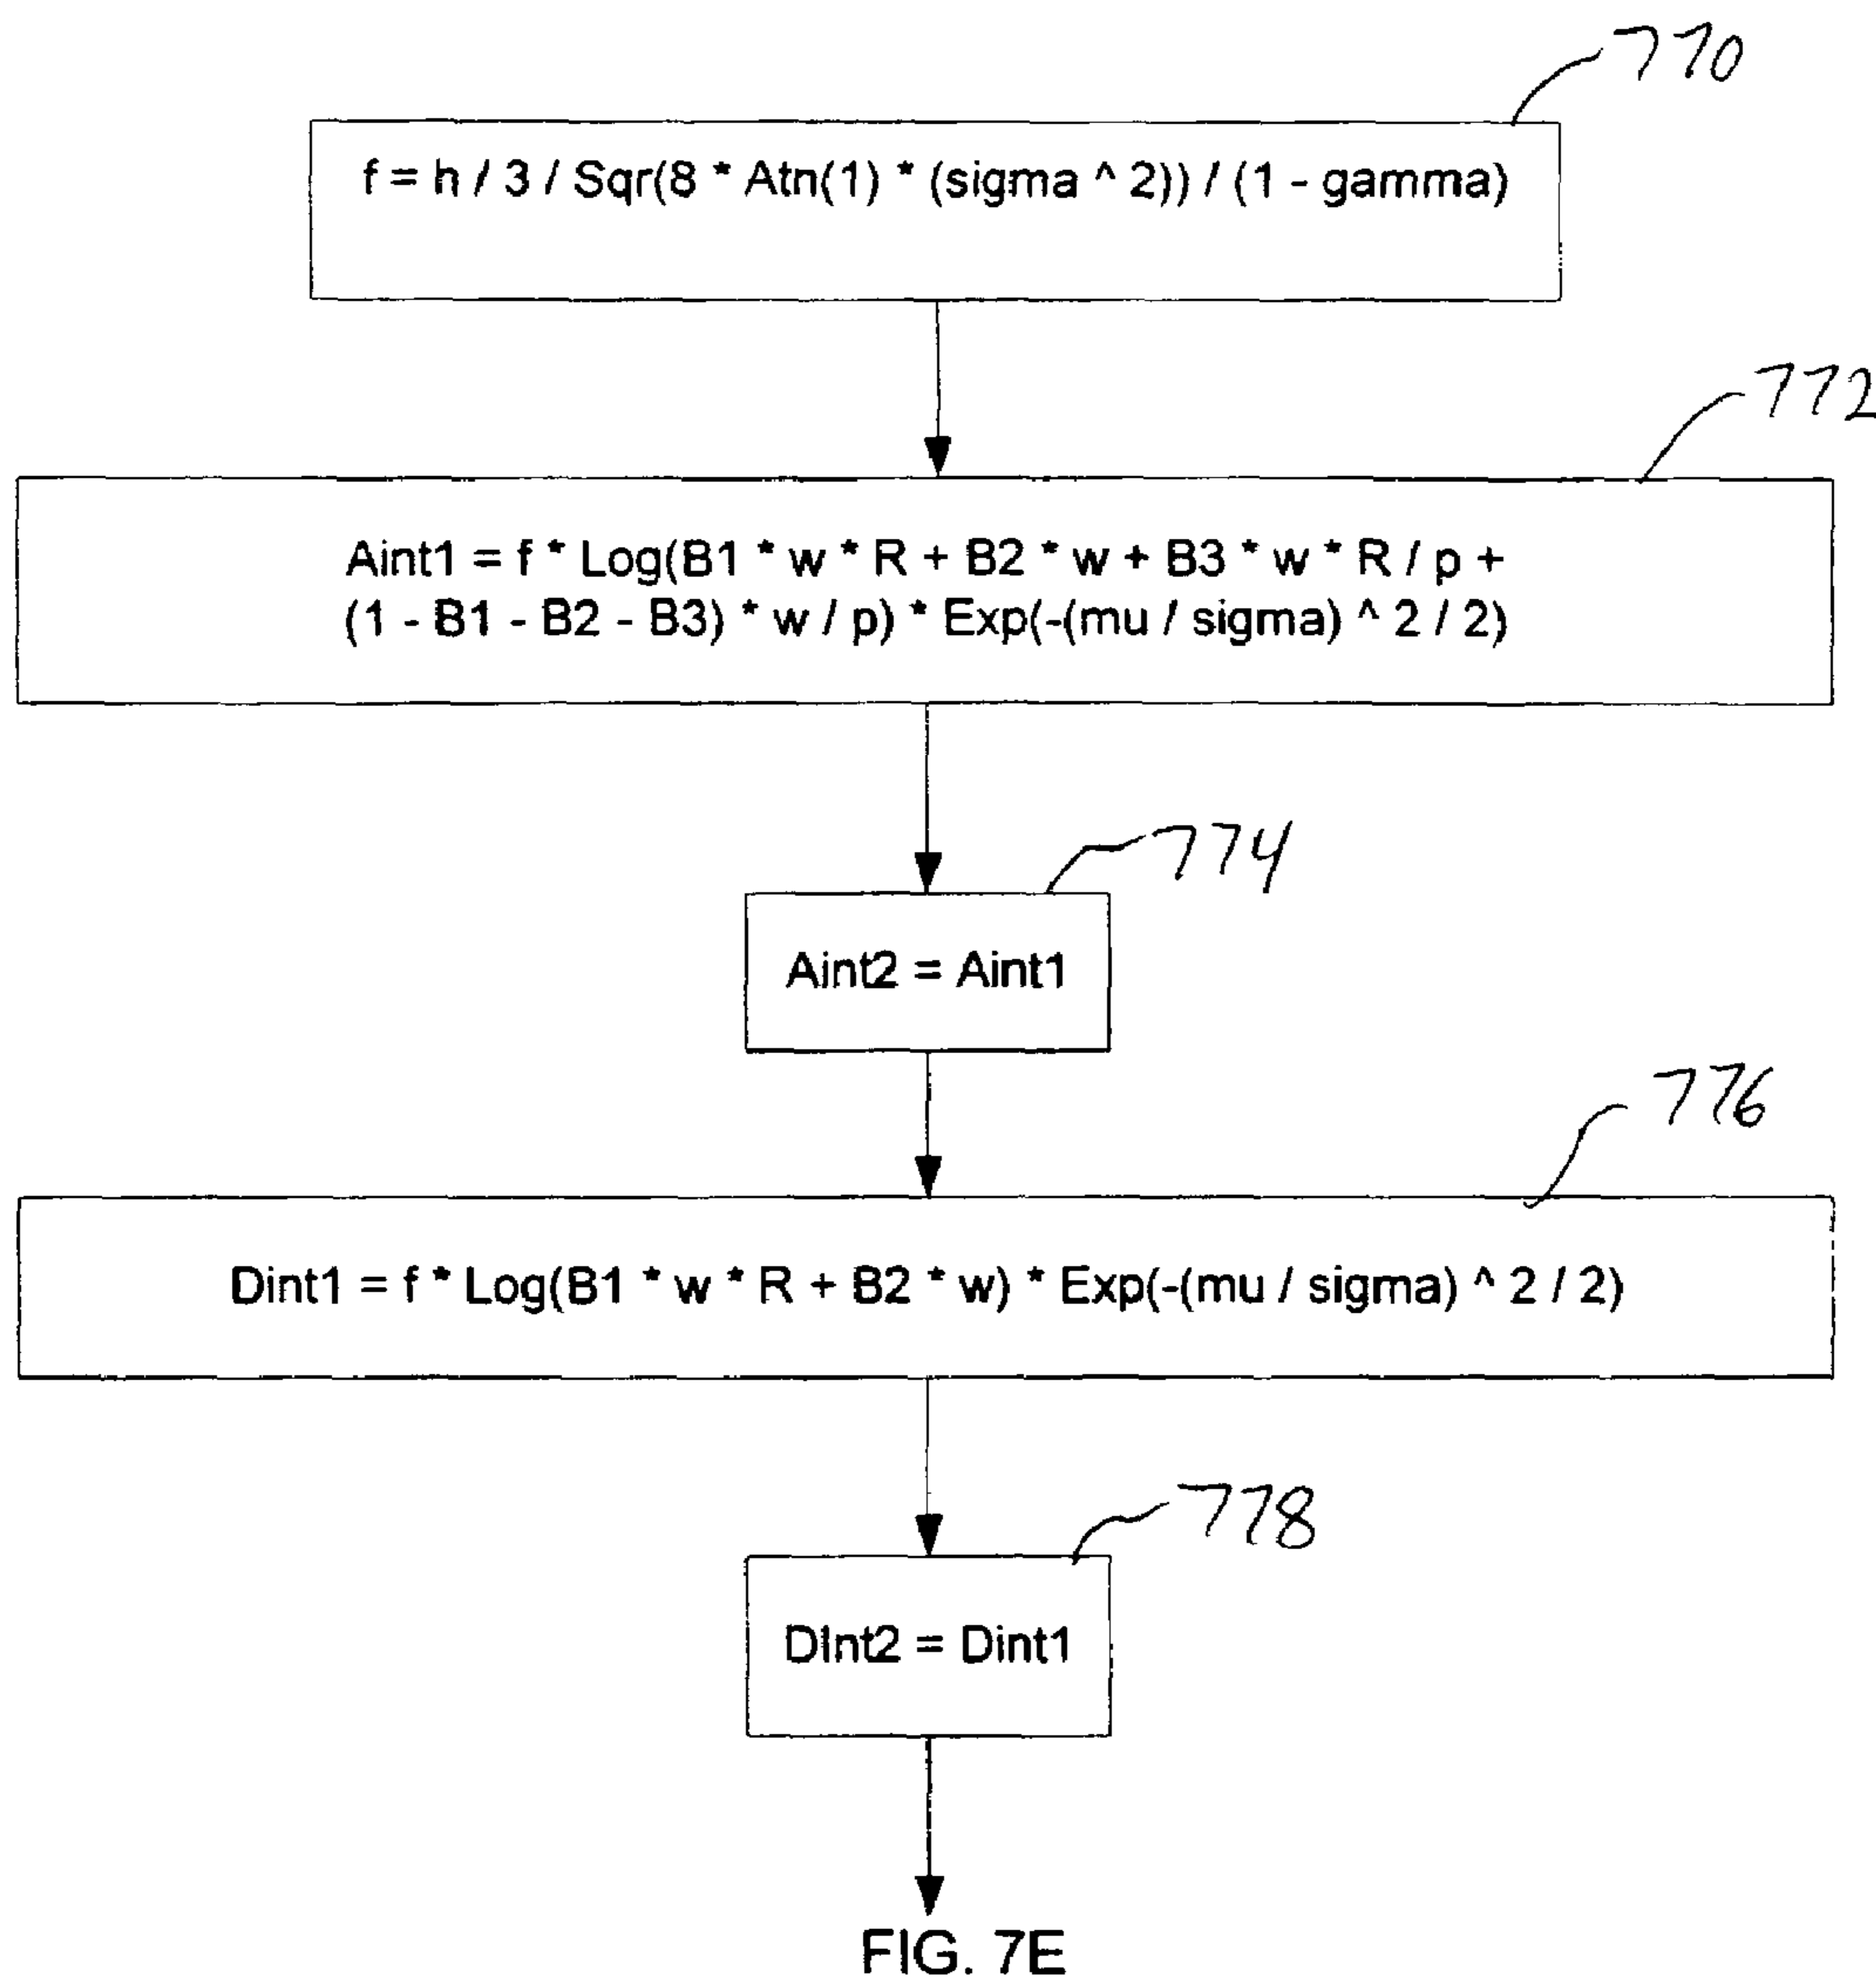 770
f = h / 3 / Sqr(8 * Atn(1) * (sigma ^ 2)) / (1 - gamma)
772
Aint1 = f * Log(B1 * w * R + B2 * w + B3 * w * R / p +
(1 - B1 - B2 - B3) * w / p) * Exp(-(mu / sigma) ^ 2 / 2)
774
Aint2 = Aint1
776
Dint1 = f * Log(B1 * w * R + B2 * w) * Exp(-(mu / sigma) ^ 2 / 2)
778
DInt2 = Dint1
FIG. 7E